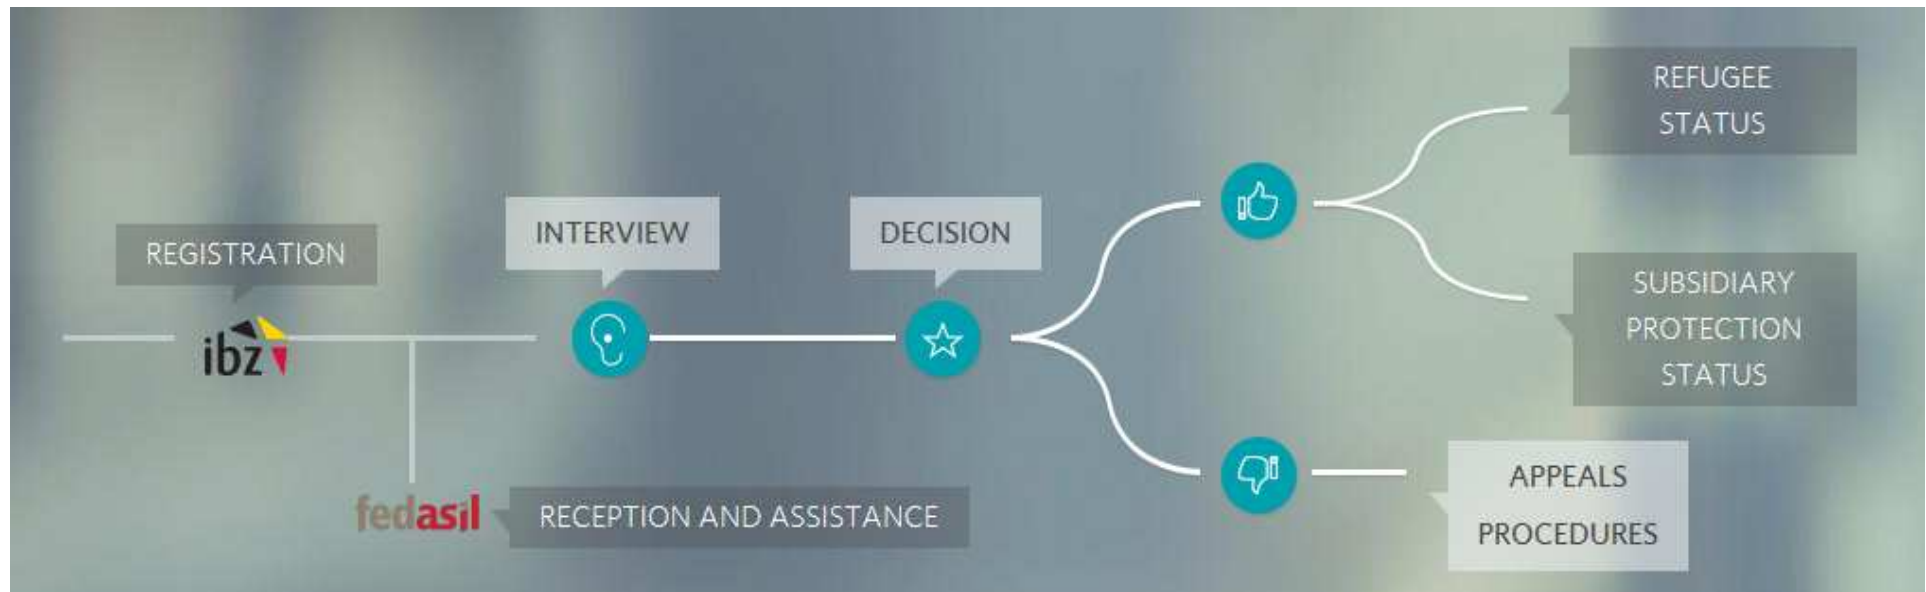 REGISTRATION
ibz
fedasil
RECEPTION AND ASSISTANCE
INTERVIEW
DECISION
REFUGEE
STATUS
SUBSIDIARY
PROTECTION
STATUS
APPEALS
PROCEDURES